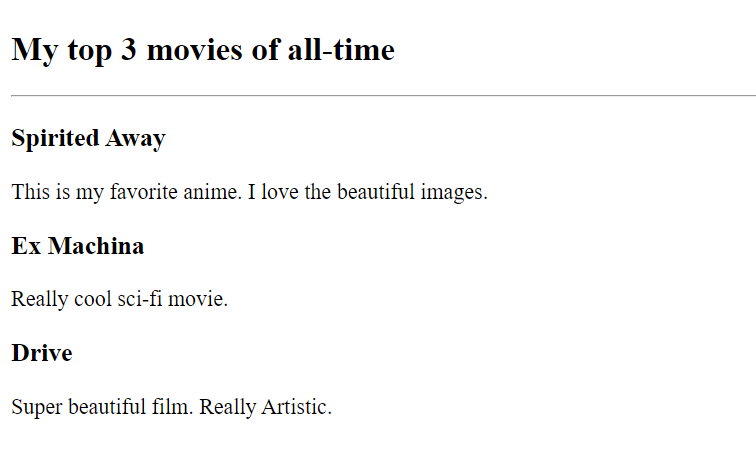 My top 3 movies of all-time
Spirited Away
This is my favorite anime. I love the beautiful images.
Ex Machina
Really cool sci-fi movie.
Drive
Super beautiful film. Really Artistic.